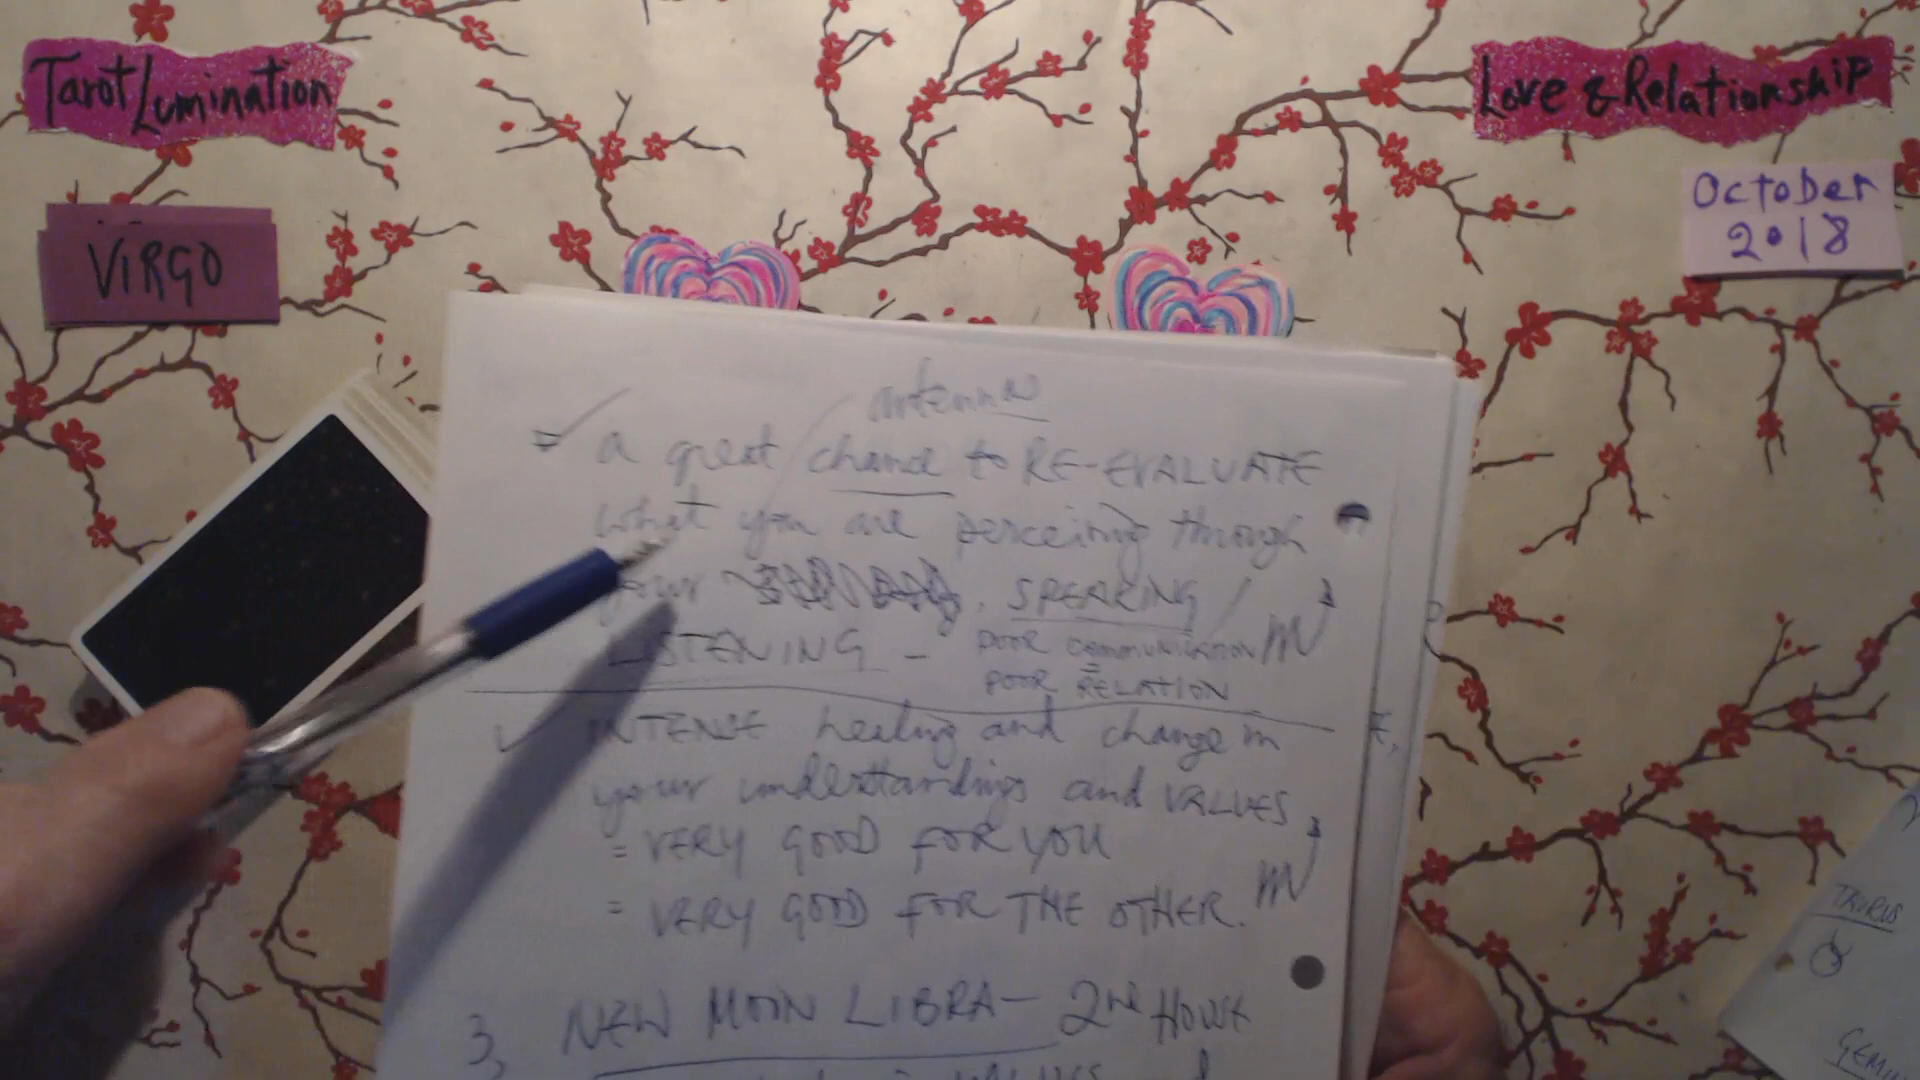 Tarot Lumination
Love & Relationship
VIRGO
October
2018
antenna
= a great chance to RE-EVALUATE
what you are perceiving through
your SPEAKING /
LISTENING - POOR COMMUNICATION
=
POOR RELATION
INTENSE healing and change in
your understandings and VALUES
= VERY GOOD FOR YOU
= VERY GOOD FOR THE OTHER.
3, NEW MOON LIBRA - 2nd House
VALUES
TAURUS
GEMI